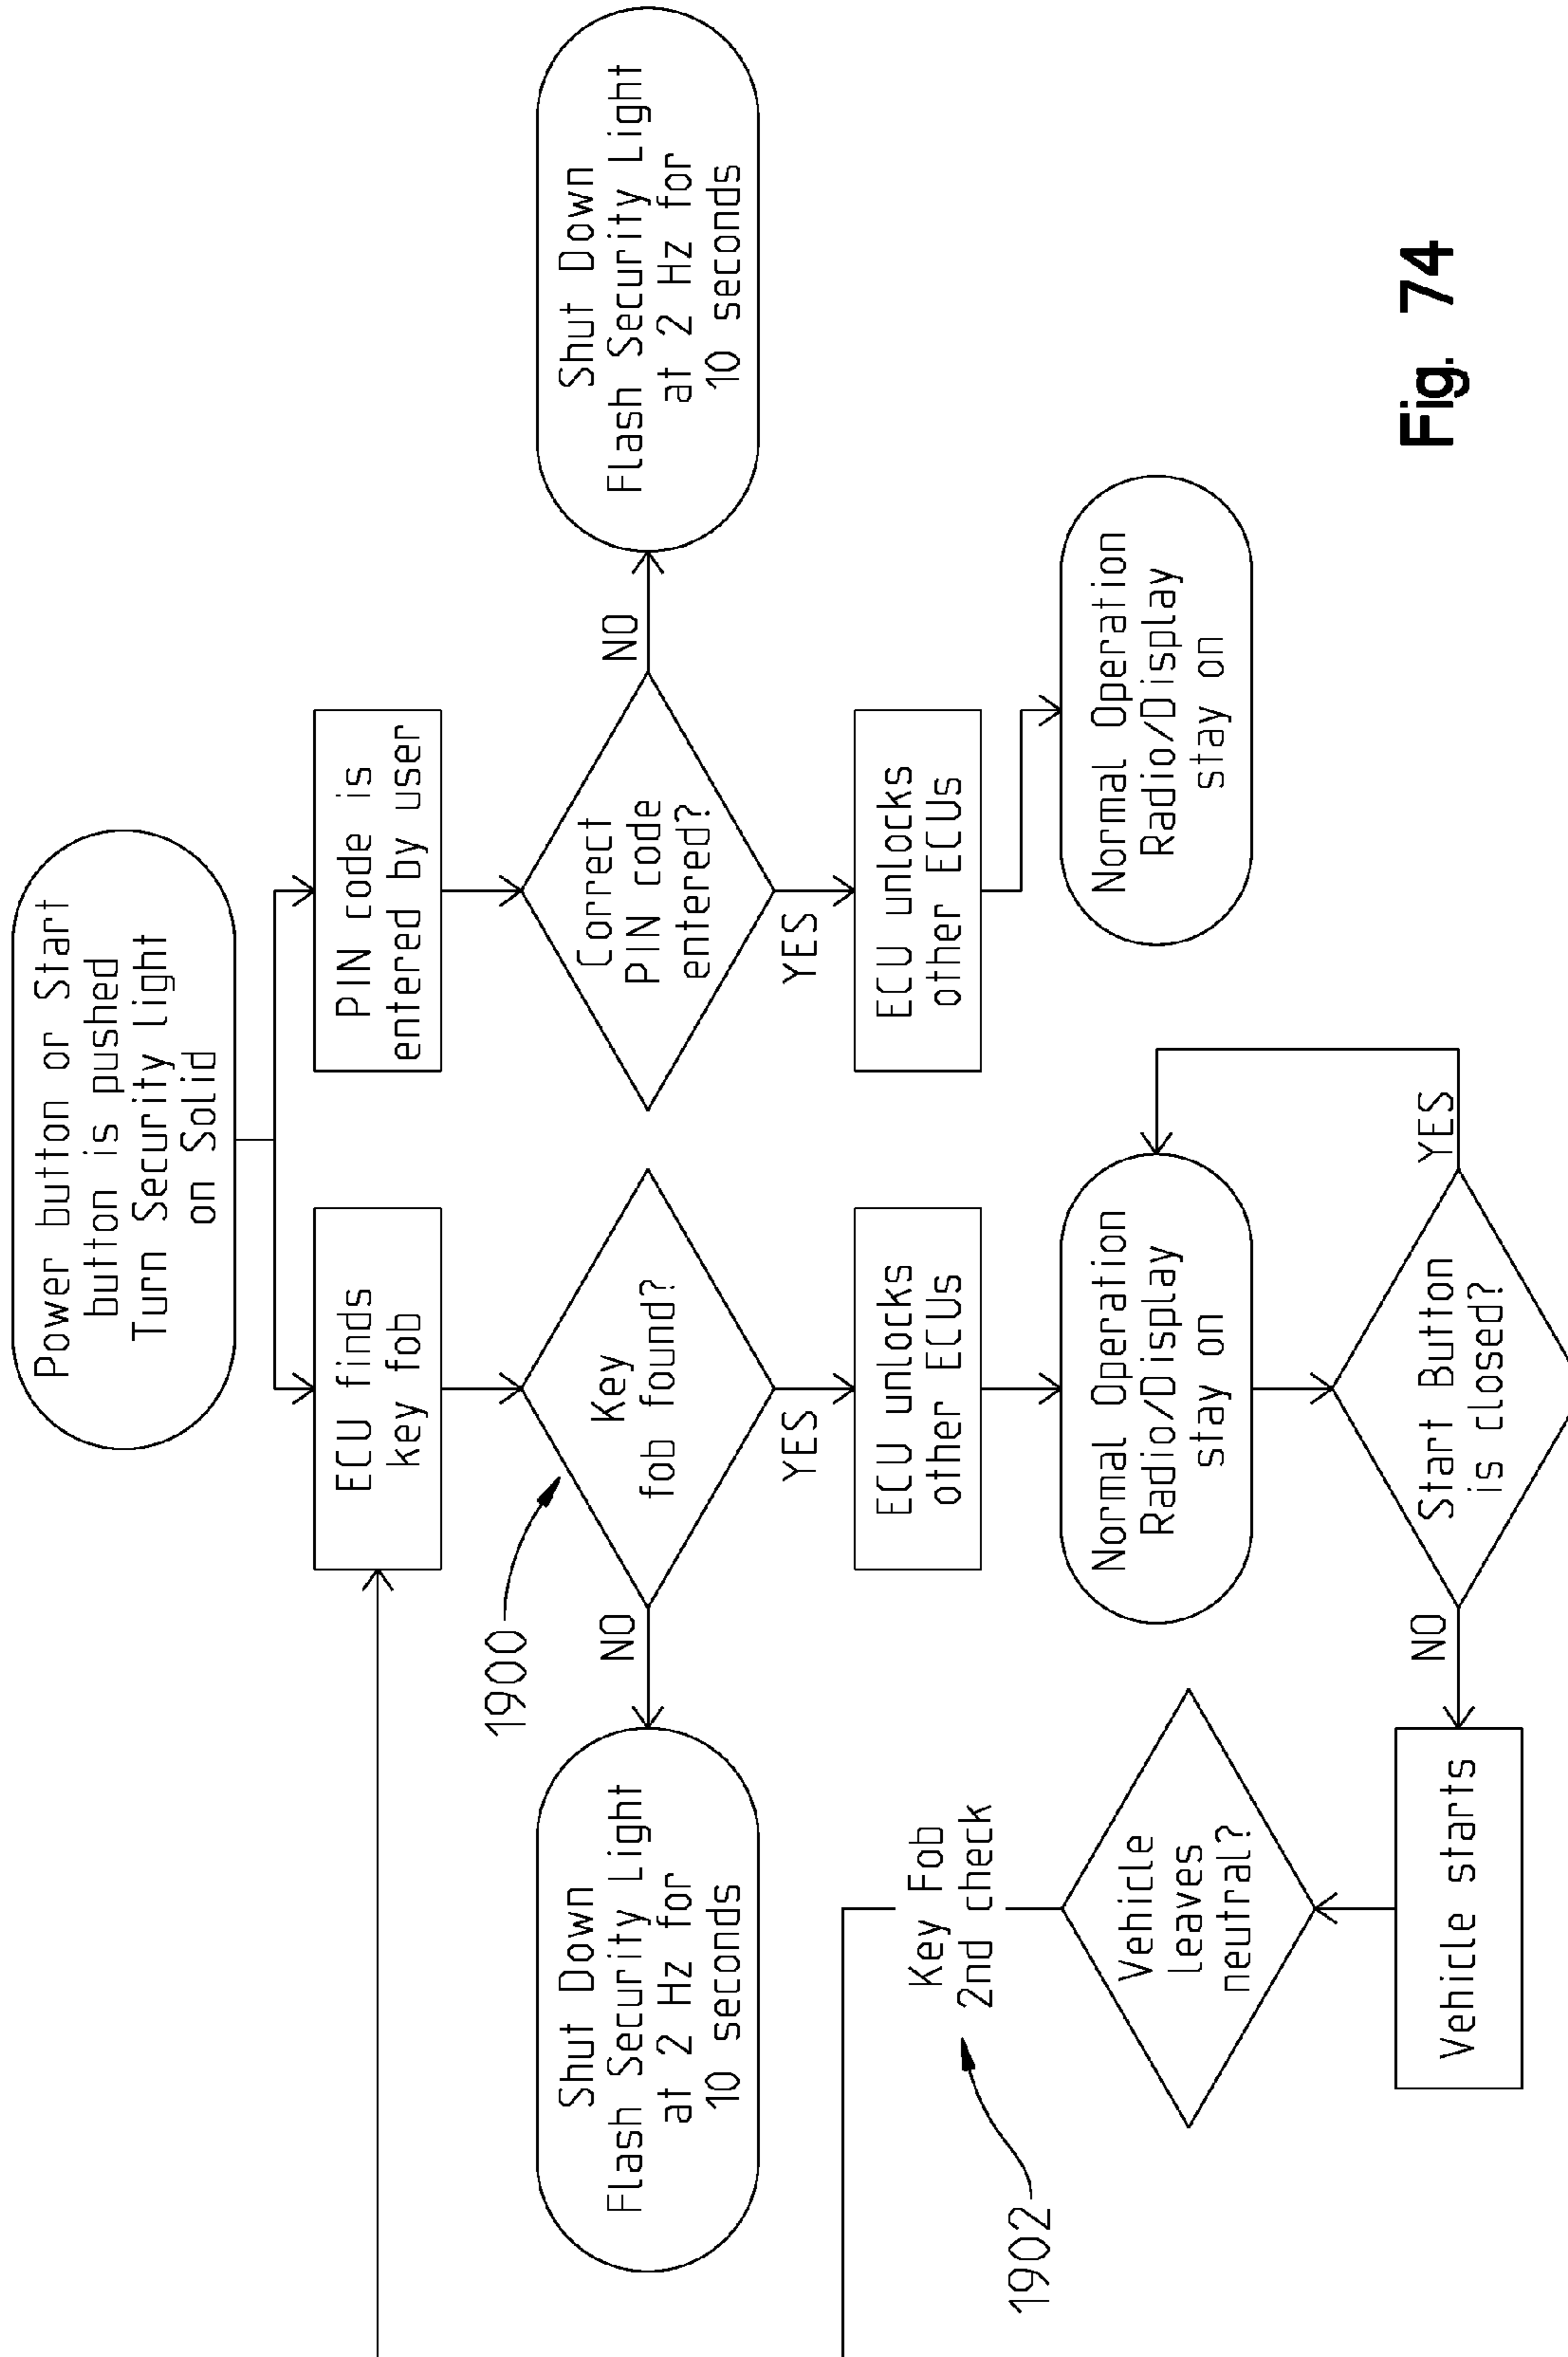 Power button or Start
button is pushed
Turn Security Light
on Solid
ECU finds
key fob
PIN code is
entered by user
1900
Key
fob found?
Correct
PIN code
entered?
NO
YES
NO
YES
Shut Down
Flash Security Light
at 2 Hz for
10 seconds
Shut Down
Flash Security Light
at 2 Hz for
10 seconds
ECU unlocks
other ECUs
ECU unlocks
other ECUs
Key Fob
2nd check
1902
Normal Operation
Radio/Display
stay on
Normal Operation
Radio/Display
stay on
Vehicle
leaves
neutral?
Start Button
is closed?
NO
YES
Vehicle starts
Fig. 74